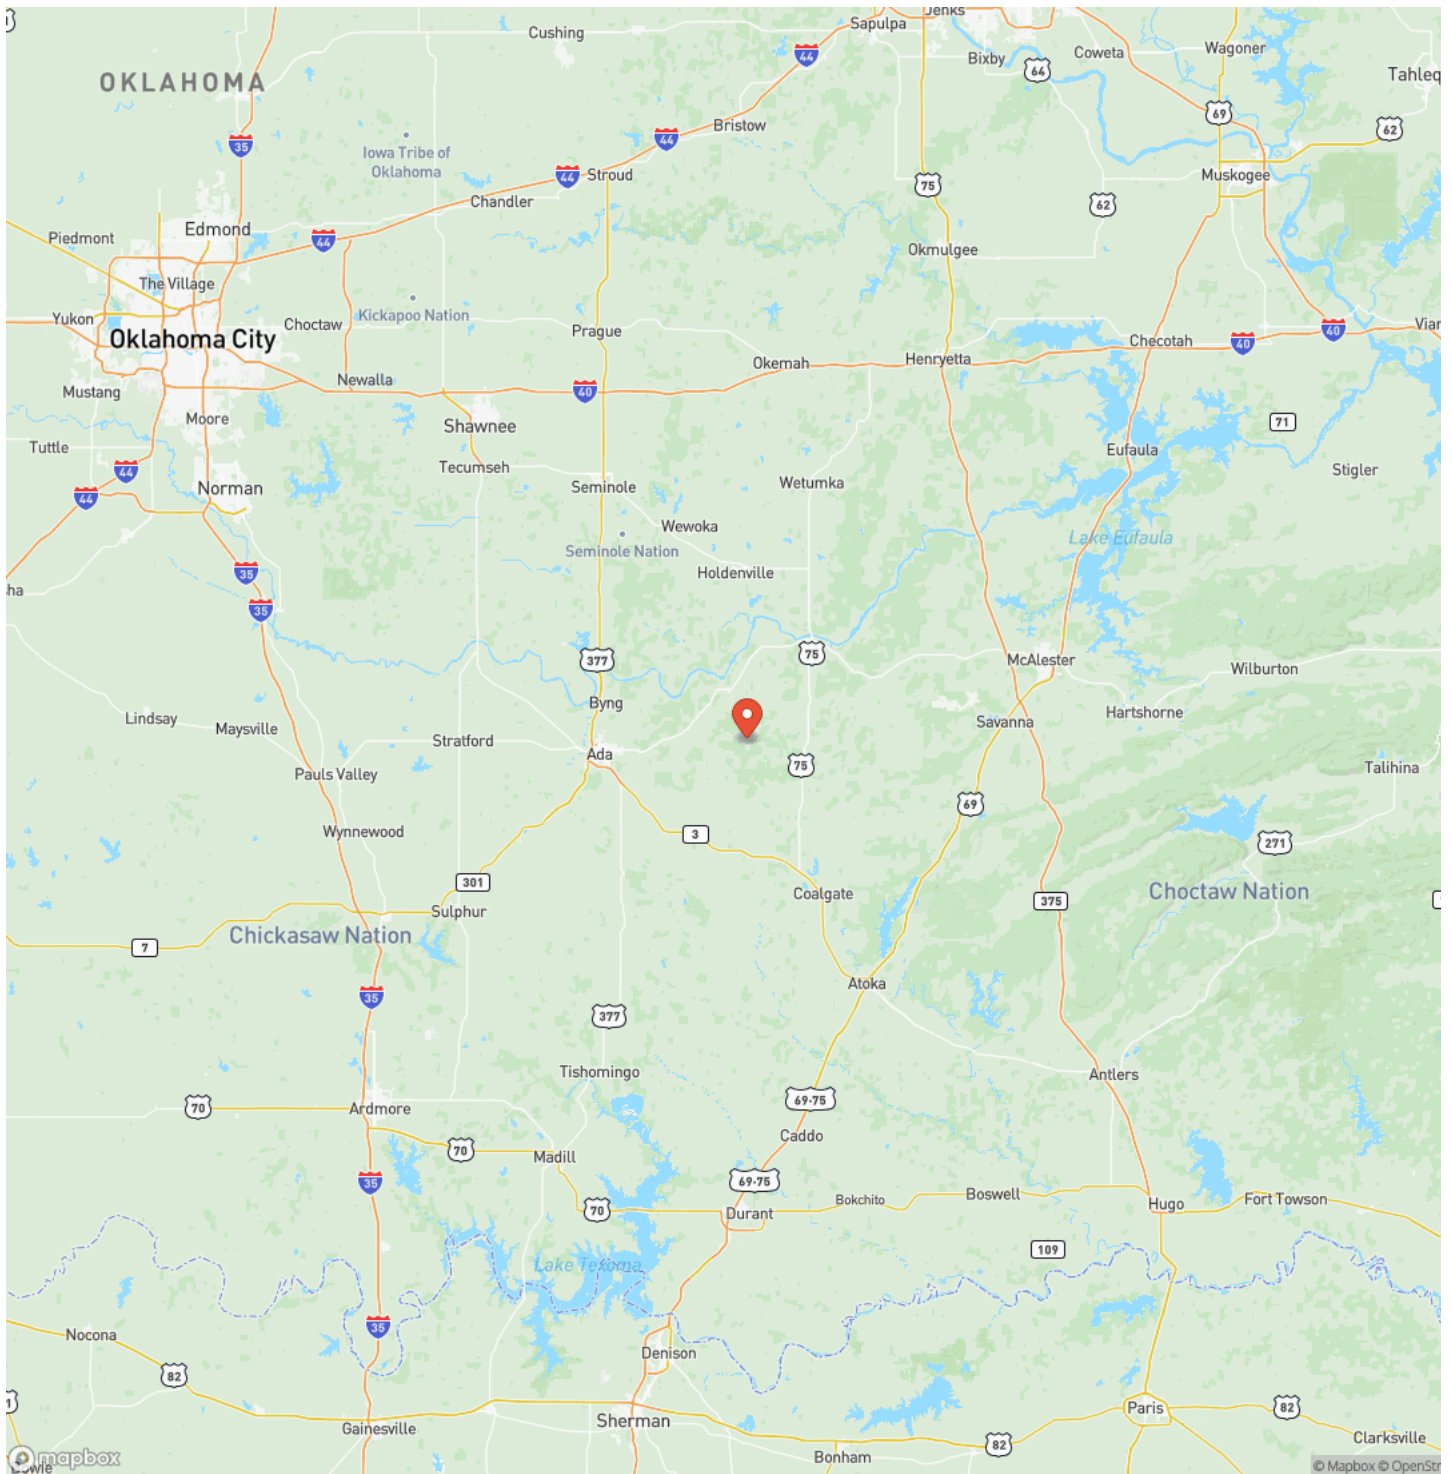 Cushing
Sapulpa
Jenks
Bixby
Coweta
Wagoner
44
64
OKLAHOMA
Tahleq
69
62
35
44
Bristow
Iowa Tribe of
Oklahoma
44
Stroud
75
Muskogee
Chandler
62
Edmond
Piedmont
44
Okmulgee
The Village
Kickapoo Nation
Yukon
Choctaw
Prague
Oklahoma City
Checotah
40
40
Vian
Okemah
Henryetta
Newalla
Mustang
40
Moore
Shawnee
71
Tuttle
Eufaula
Tecumseh
44
Stigler
44
Norman
Seminole
Wetumka
Wewoka
Lake Eufaula
Seminole Nation
35
Holdenville
ha
35
377
75
McAlester
Wilburton
Byng
Hartshorne
Lindsay
Maysville
Savanna
Stratford
Ada
75
Talihina
Pauls Valley
69
Wynnewood
3
271
301
Coalgate
Choctaw Nation
375
Sulphur
Chickasaw Nation
7
35
Atoka
377
Tishomingo
Antlers
70
Ardmore
69-75
Caddo
70
Madill
35
69-75
70
Bokchito
Boswell
Fort Towson
Hugo
Durant
109
Lake Texoma
35
Nocona
Denison
82
1
Paris
82
Sherman
Gainesville
82
Clarksville
Bonham
mapbox
Bowie
© Mapbox © OpenStr